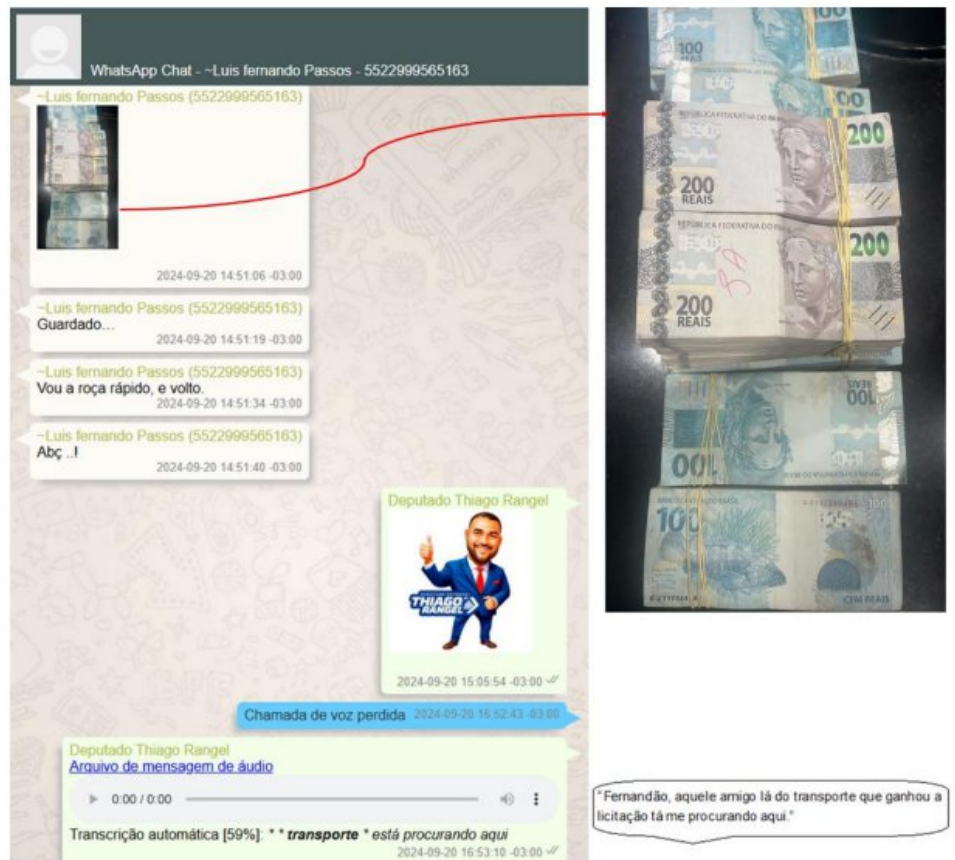 WhatsApp Chat - ~Luis fernando Passos - 5522999565163
~Luis fernando Passos (5522999565163)
2024-09-20 14:51:06 -03:00
~Luis fernando Passos (5522999565163)
Guardado...
2024-09-20 14:51:19 -03:00
~Luis fernando Passos (5522999565163)
Vou a roça rápido, e volto.
2024-09-20 14:51:34 -03:00
~Luis fernando Passos (5522999565163)
Abç ..!
2024-09-20 14:51:40 -03:00
Deputado Thiago Rangel
THIAGO
RANGEL
2024-09-20 15:05:54 -03:00
Chamada de voz perdida 2024-09-20 16:52:43 -03:00
Deputado Thiago Rangel
Arquivo de mensagem de áudio
0:00 / 0:00
Transcrição automática [59%]: * * transporte * está procurando aqui
2024-09-20 16:53:10 -03:00
100
REAIS
200
200
REAIS
200
200
REAIS
100
100
100
100
CEM REAIS
"Fernandão, aquele amigo lá do transporte que ganhou a
licitação tá me procurando aqui."